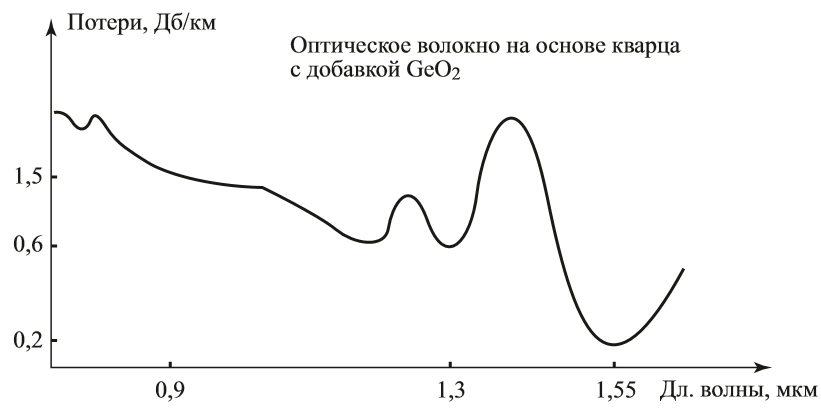 Потери, Дб/км
Оптическое волокно на основе кварца
с добавкой GeO₂
1,5
0,6
0,2
0,9
1,3
1,55
Дл. волны, мкм